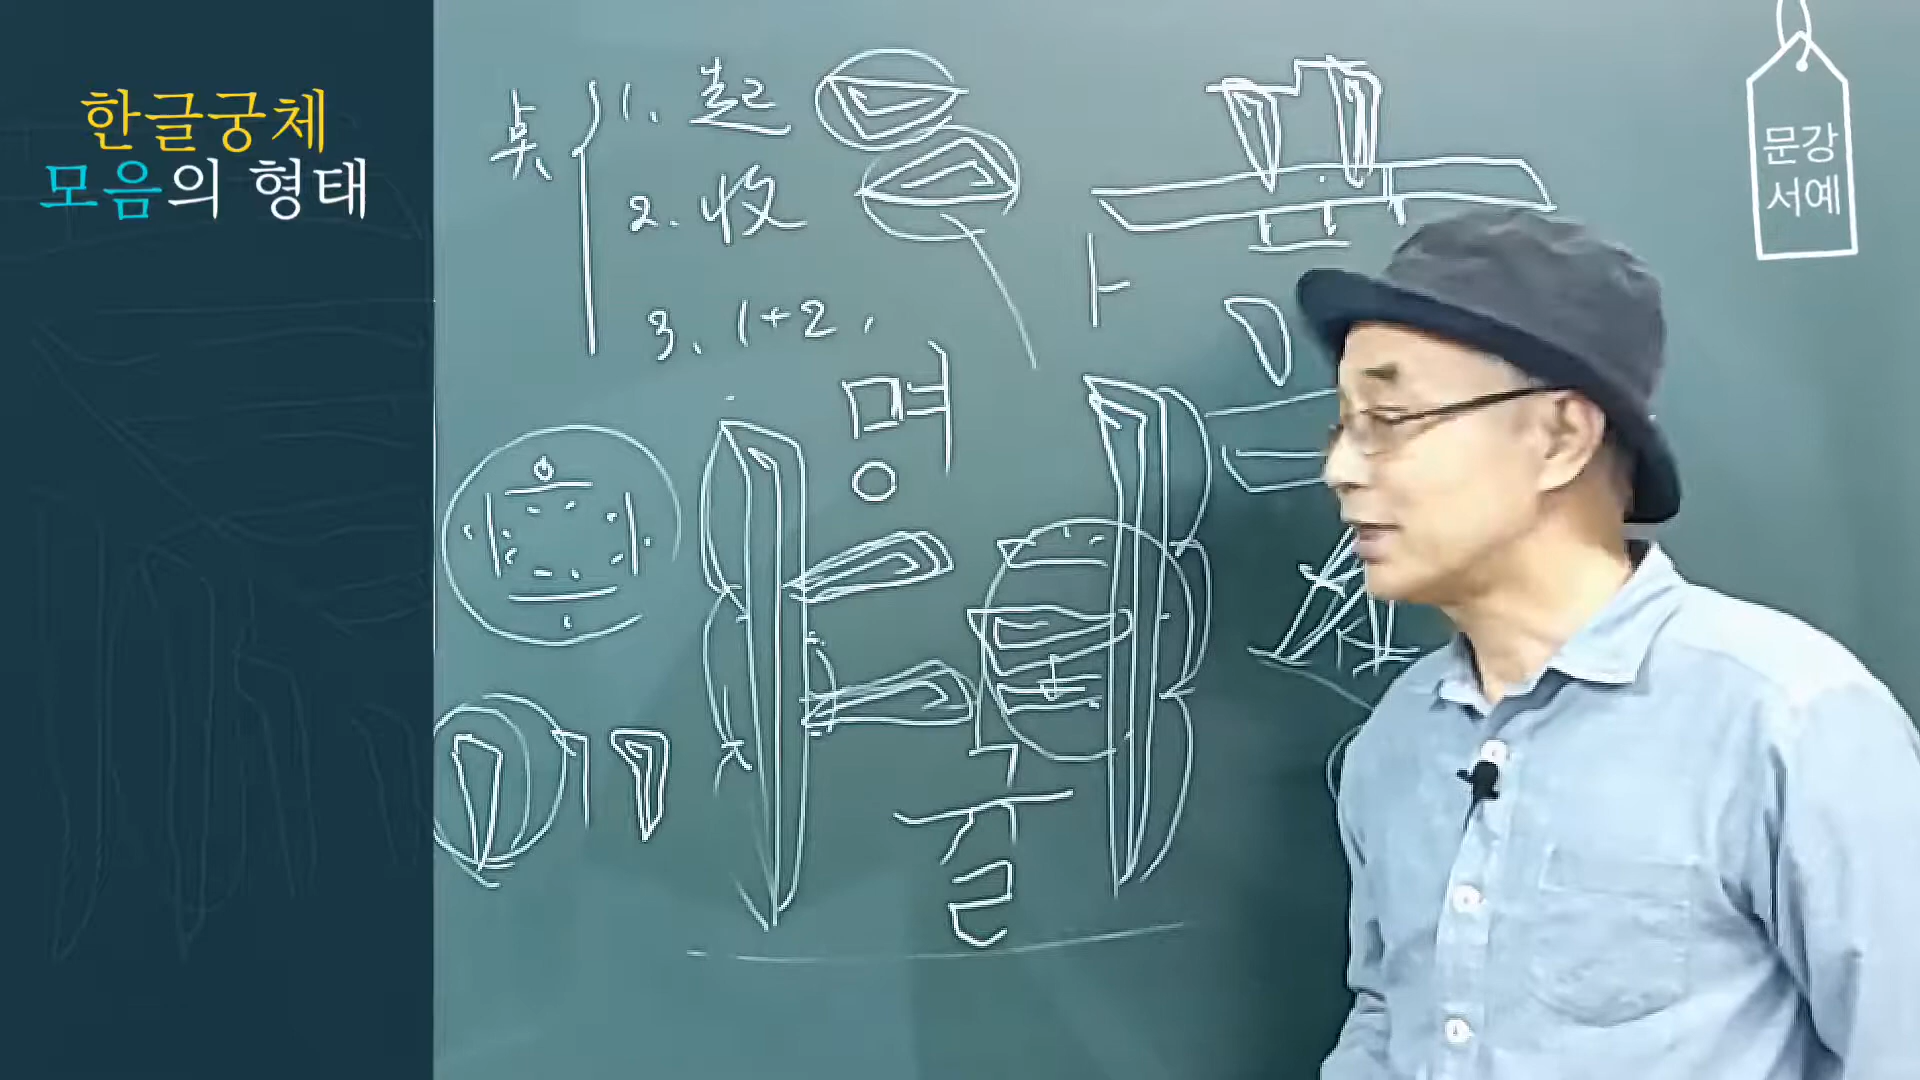 한글궁체
모음의 형태
문강
서예
1. 起
2. 收
3. 1+2
ㅏ
명
귤